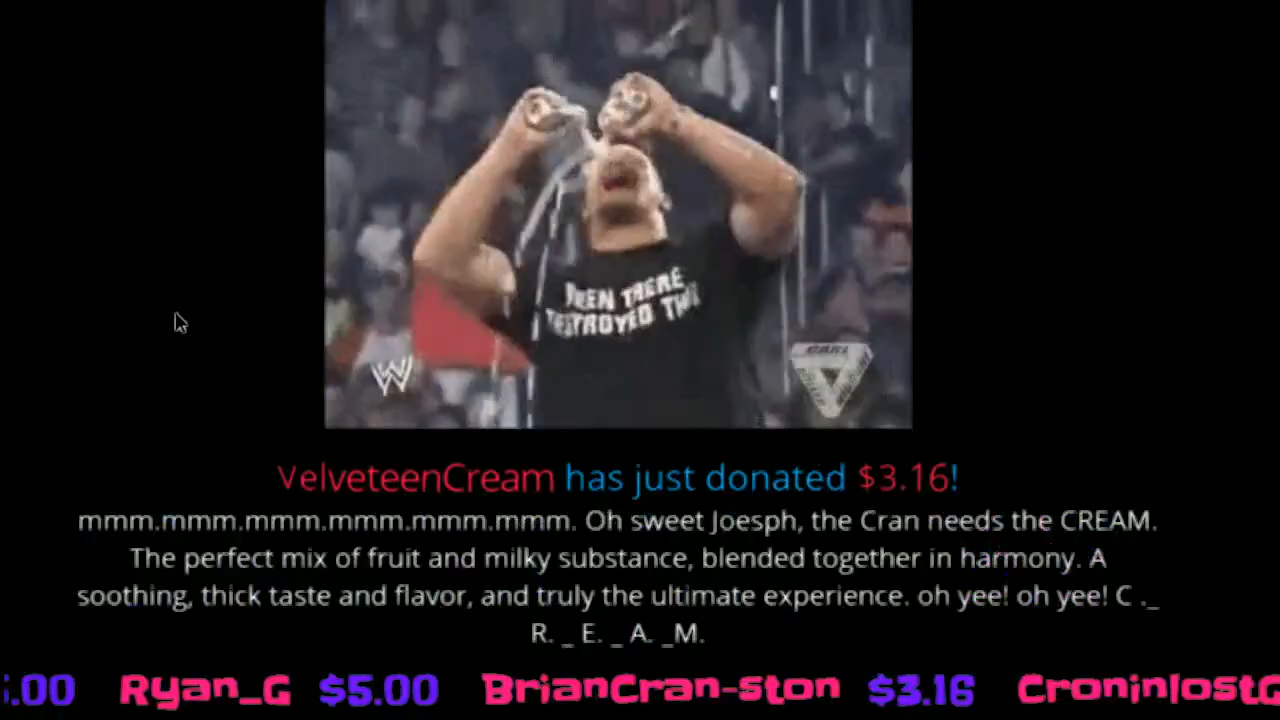 BEEN THERE
DESTROYED THAT
W
VelveteenCream has just donated $3.16!
mmm.mmm.mmm.mmm.mmm.mmm. Oh sweet Joesph, the Cran needs the CREAM.
The perfect mix of fruit and milky substance, blended together in harmony. A
soothing, thick taste and flavor, and truly the ultimate experience. oh yee! oh yee! C ._
R. _ E. _ A. _M.
.00 Ryan_G $5.00 BrianCran-ston $3.16 CroninlostG